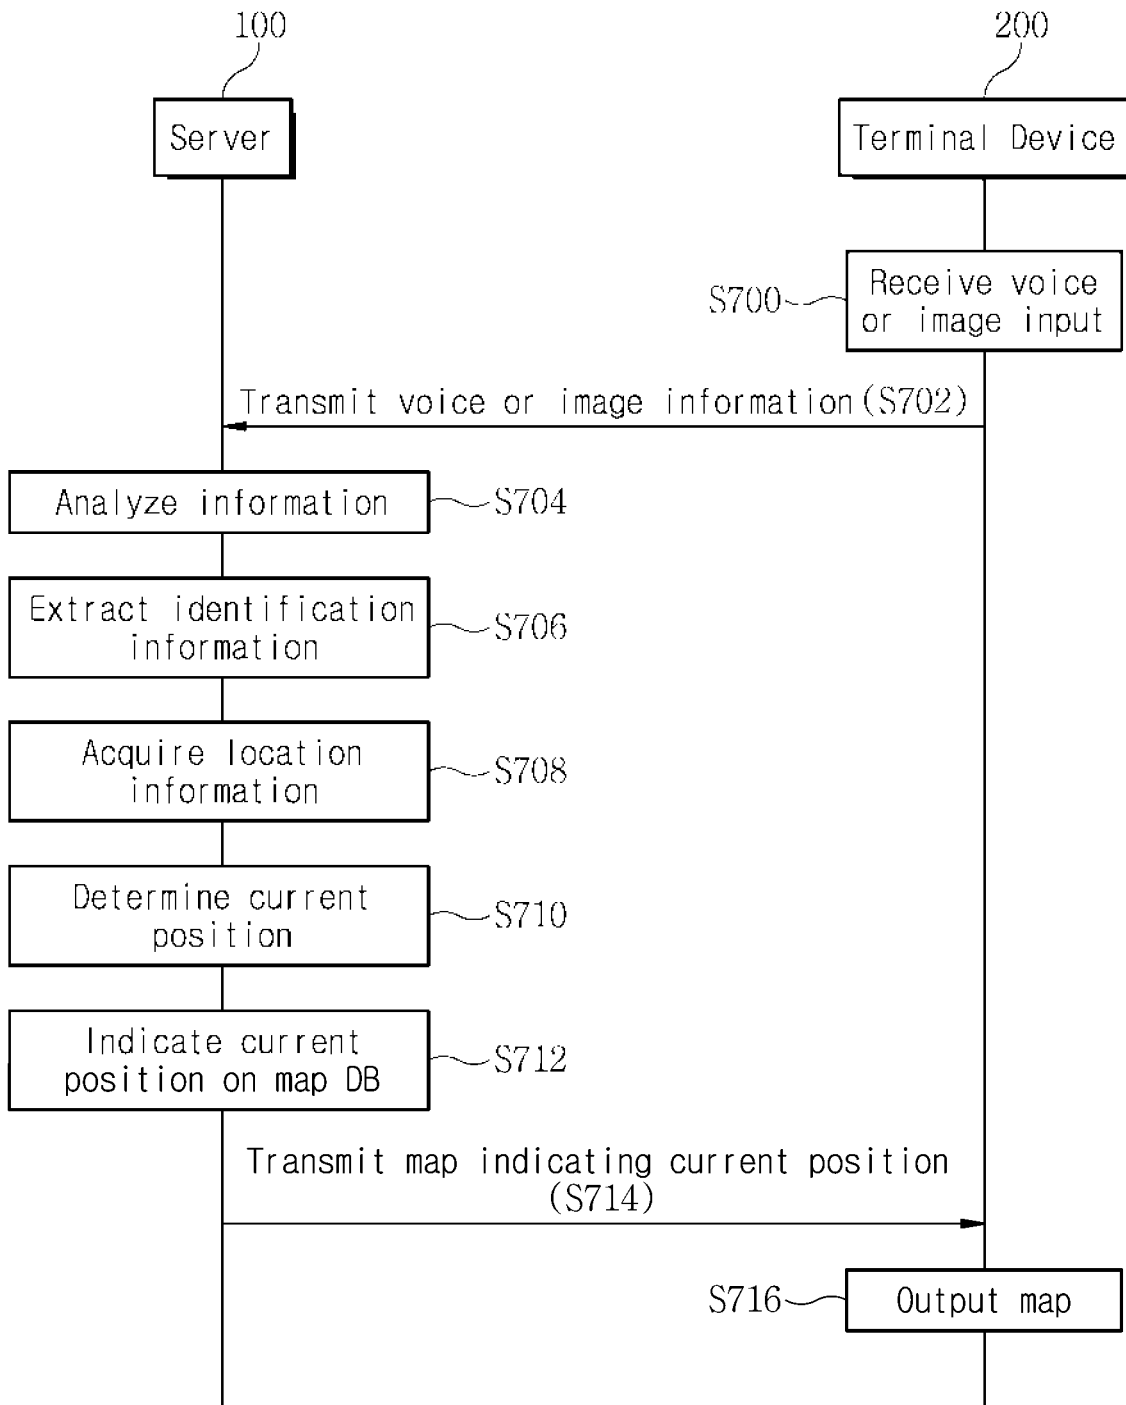 100
200
Server
Terminal Device
S700
Receive voice
or image input
Transmit voice or image information(S702)
Analyze information
S704
Extract identification
information
S706
Acquire location
information
S708
Determine current
position
S710
Indicate current
position on map DB
S712
Transmit map indicating current position
(S714)
S716
Output map